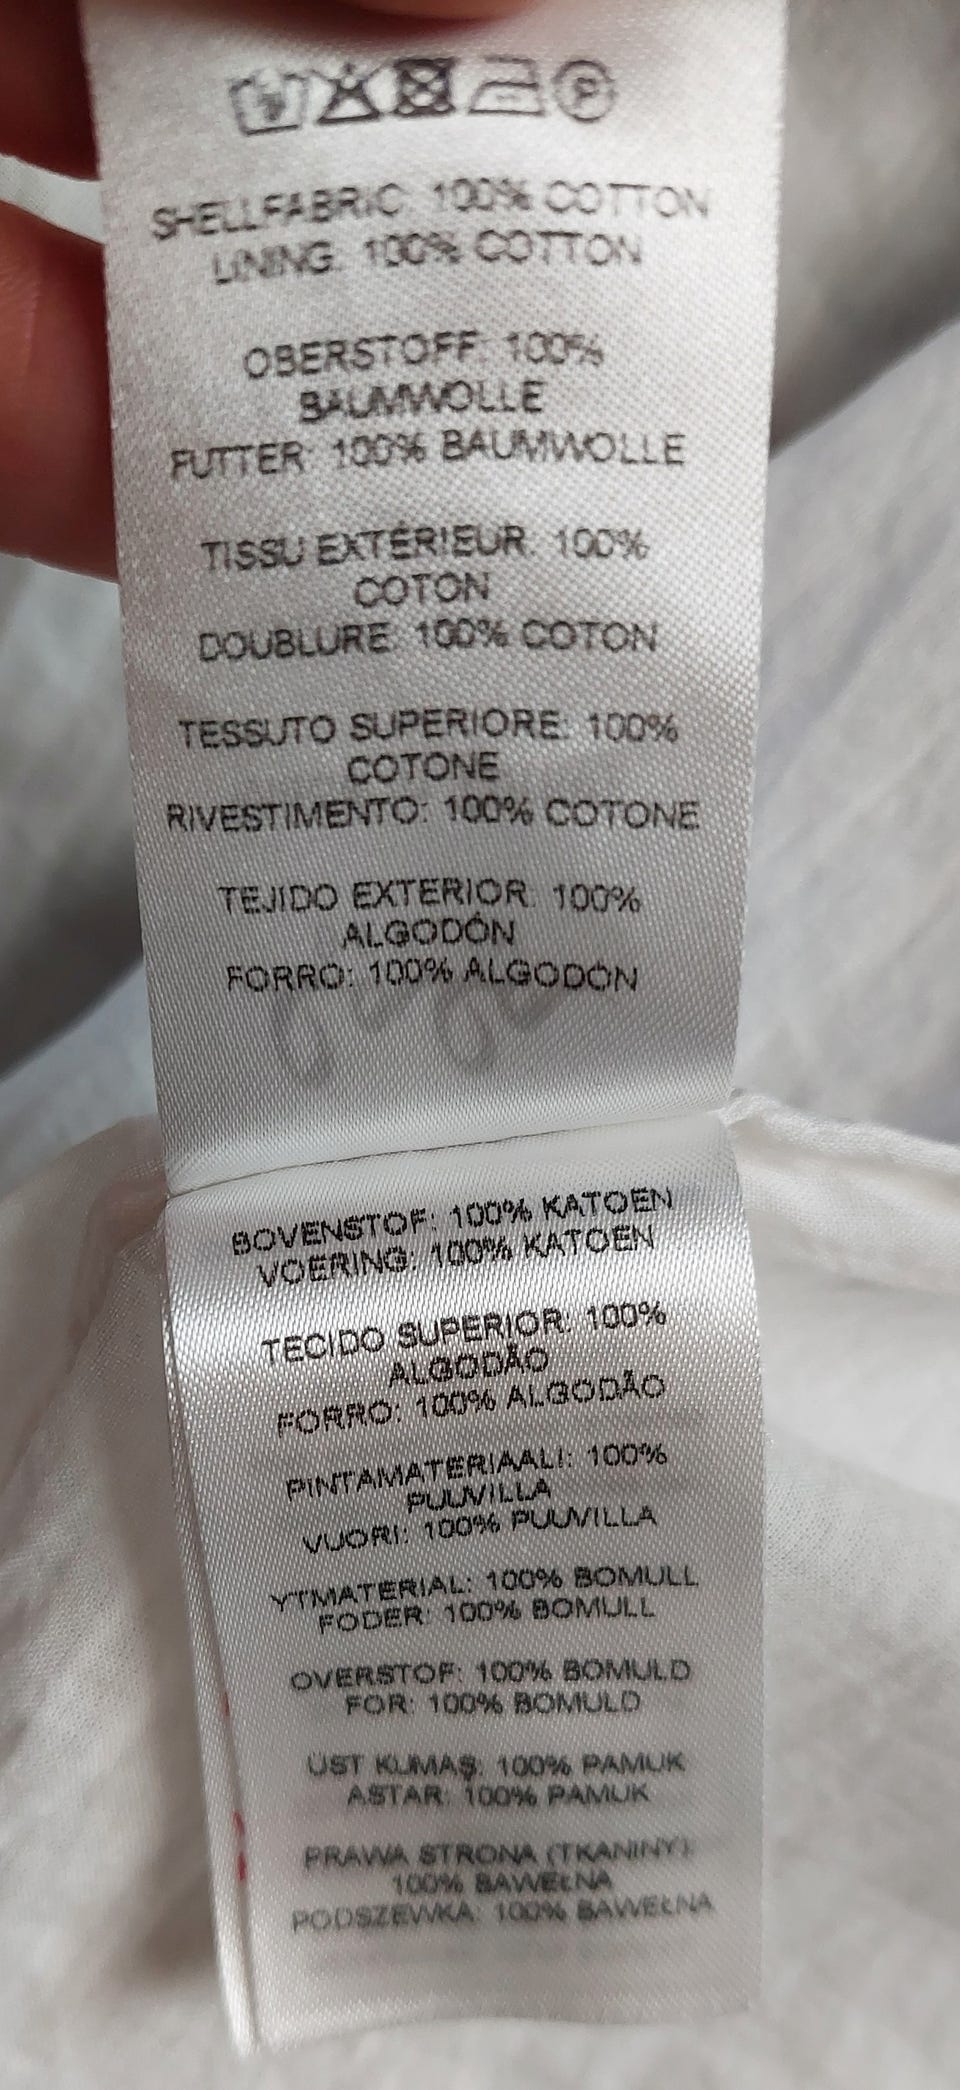 SHELLFABRIC: 100% COTTON
LINING: 100% COTTON
OBERSTOFF: 100%
BAUMWOLLE
FUTTER: 100% BAUMWOLLE
TISSU EXTÉRIEUR: 100%
COTON
DOUBLURE: 100% COTON
TESSUTO SUPERIORE: 100%
COTONE
RIVESTIMENTO: 100% COTONE
TEJIDO EXTERIOR: 100%
ALGODÓN
FORRO: 100% ALGODÓN
BOVENSTOF: 100% KATOEN
VOERING: 100% KATOEN
TECIDO SUPERIOR: 100%
ALGODÃO
FORRO: 100% ALGODÃO
PINTAMATERIAALI: 100%
PUUVILLA
VUORI: 100% PUUVILLA
YTMATERIAL: 100% BOMULL
FODER: 100% BOMULL
OVERSTOF: 100% BOMULD
FOR: 100% BOMULD
ÜST KUMAŞ: 100% PAMUK
ASTAR: 100% PAMUK
PRAWA STRONA (TKANINY):
100% BAWEŁNA
PODSZEWKA: 100% BAWEŁNA